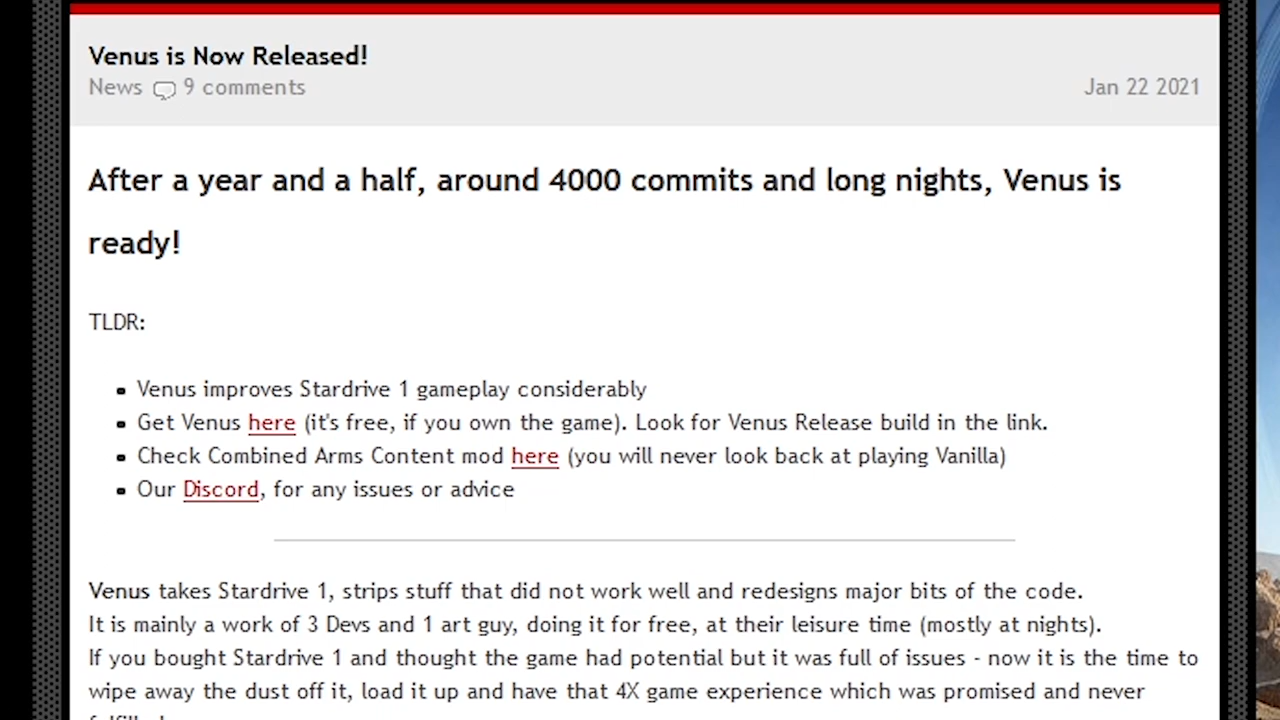 Venus is Now Released!
News 9 comments
Jan 22 2021
After a year and a half, around 4000 commits and long nights, Venus is
ready!
TLDR:
Venus improves Stardrive 1 gameplay considerably
Get Venus here (it's free, if you own the game). Look for Venus Release build in the link.
Check Combined Arms Content mod here (you will never look back at playing Vanilla)
Our Discord, for any issues or advice
Venus takes Stardrive 1, strips stuff that did not work well and redesigns major bits of the code.
It is mainly a work of 3 Devs and 1 art guy, doing it for free, at their leisure time (mostly at nights).
If you bought Stardrive 1 and thought the game had potential but it was full of issues - now it is the time to
wipe away the dust off it, load it up and have that 4X game experience which was promised and never